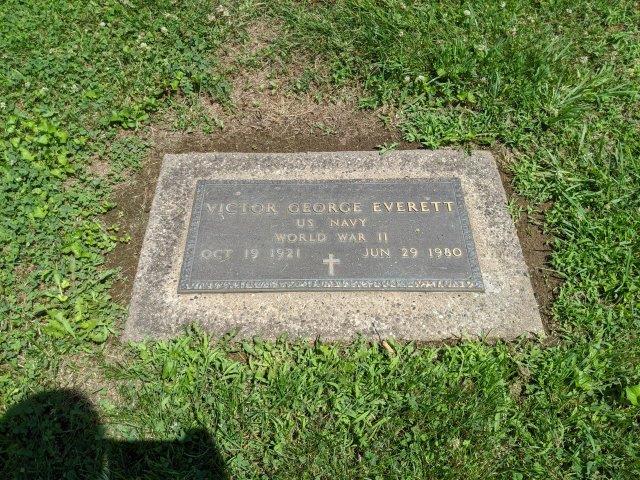 VICTOR GEORGE EVERETT
US NAVY
WORLD WAR II
OCT 19 1921 JUN 29 1980